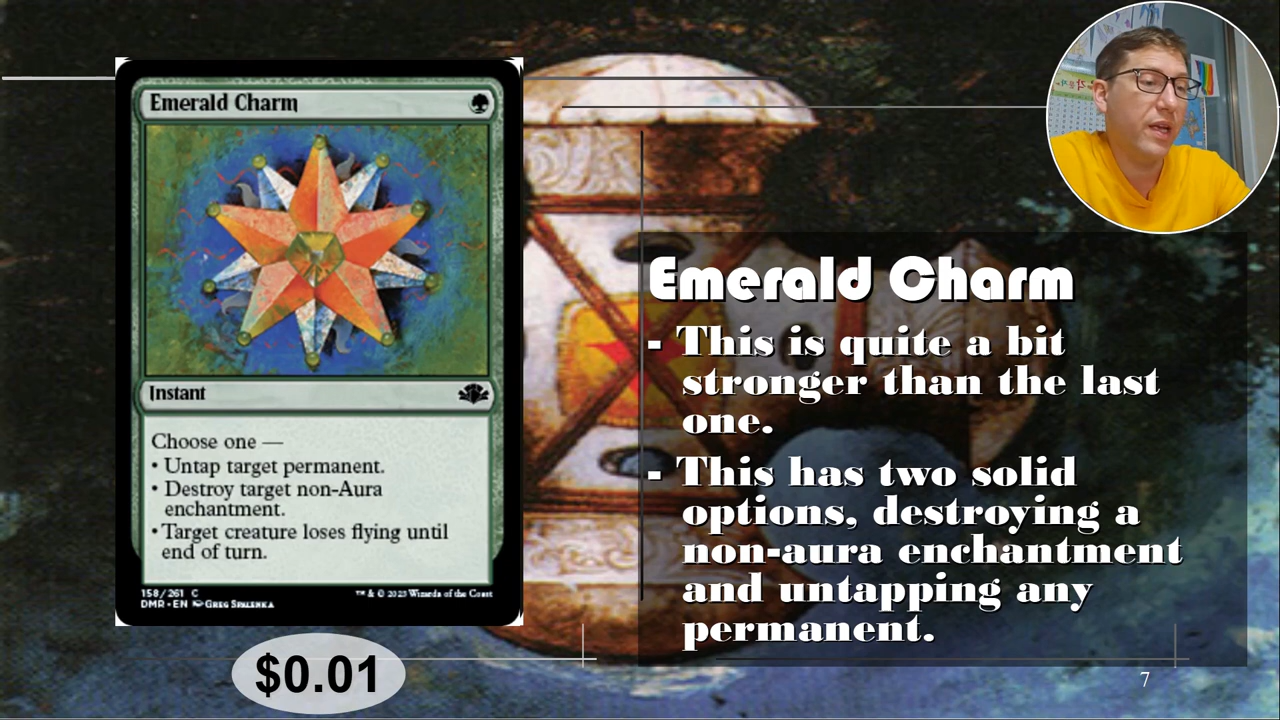 Emerald Charm
Instant
Choose one —
• Untap target permanent.
• Destroy target non-Aura
enchantment.
• Target creature loses flying until
end of turn.
158/261 C
DMR • EN Greg Spalenka
™ & © 2023 Wizards of the Coast
$0.01
Emerald Charm
- This is quite a bit
stronger than the last
one.
- This has two solid
options, destroying a
non-aura enchantment
and untapping any
permanent.
7